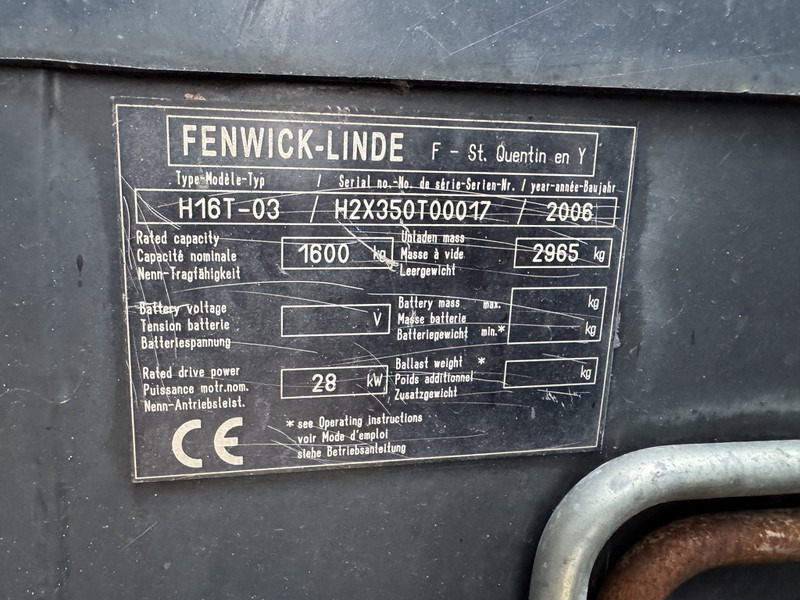 FENWICK-LINDE F - St. Quentin en Y
Type-Modèle-Typ / Serial no.-No. de série-Serien-Nr. / year-année-Baujahr
H16T-03 / H2X350T00017 / 2006
Rated capacity
Capacité nominale
Nenn-Tragfähigkeit
1600 kg
Unladen mass
Masse à vide
Leergewicht
2965 kg
Battery voltage
Tension batterie
Batteriespannung
V
Battery mass max. kg
Masse batterie
Batteriegewicht min.* kg
Rated drive power
Puissance motr.nom.
Nenn-Antriebsleist.
28 kW
Ballast weight *
Poids additionnel
Zusatzgewicht
kg
CE
* see Operating instructions
voir Mode d'emploi
siehe Betriebsanleitung